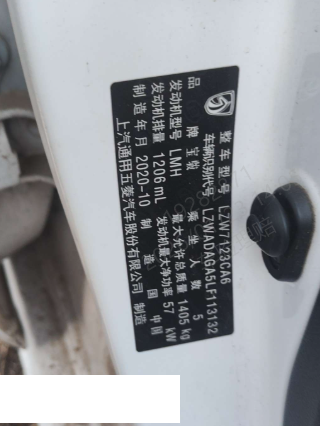 整车型号 LZW7123CA6
车辆识别代号 LZWADAGA5LF113132
品牌 宝骏 乘坐人数 5
发动机型号 LMH 最大允许总质量 1405 kg
发动机排量 1206 mL 发动机最大净功率 57 kW
制造年月 2020-10 制造国 中国
上汽通用五菱汽车股份有限公司 制造